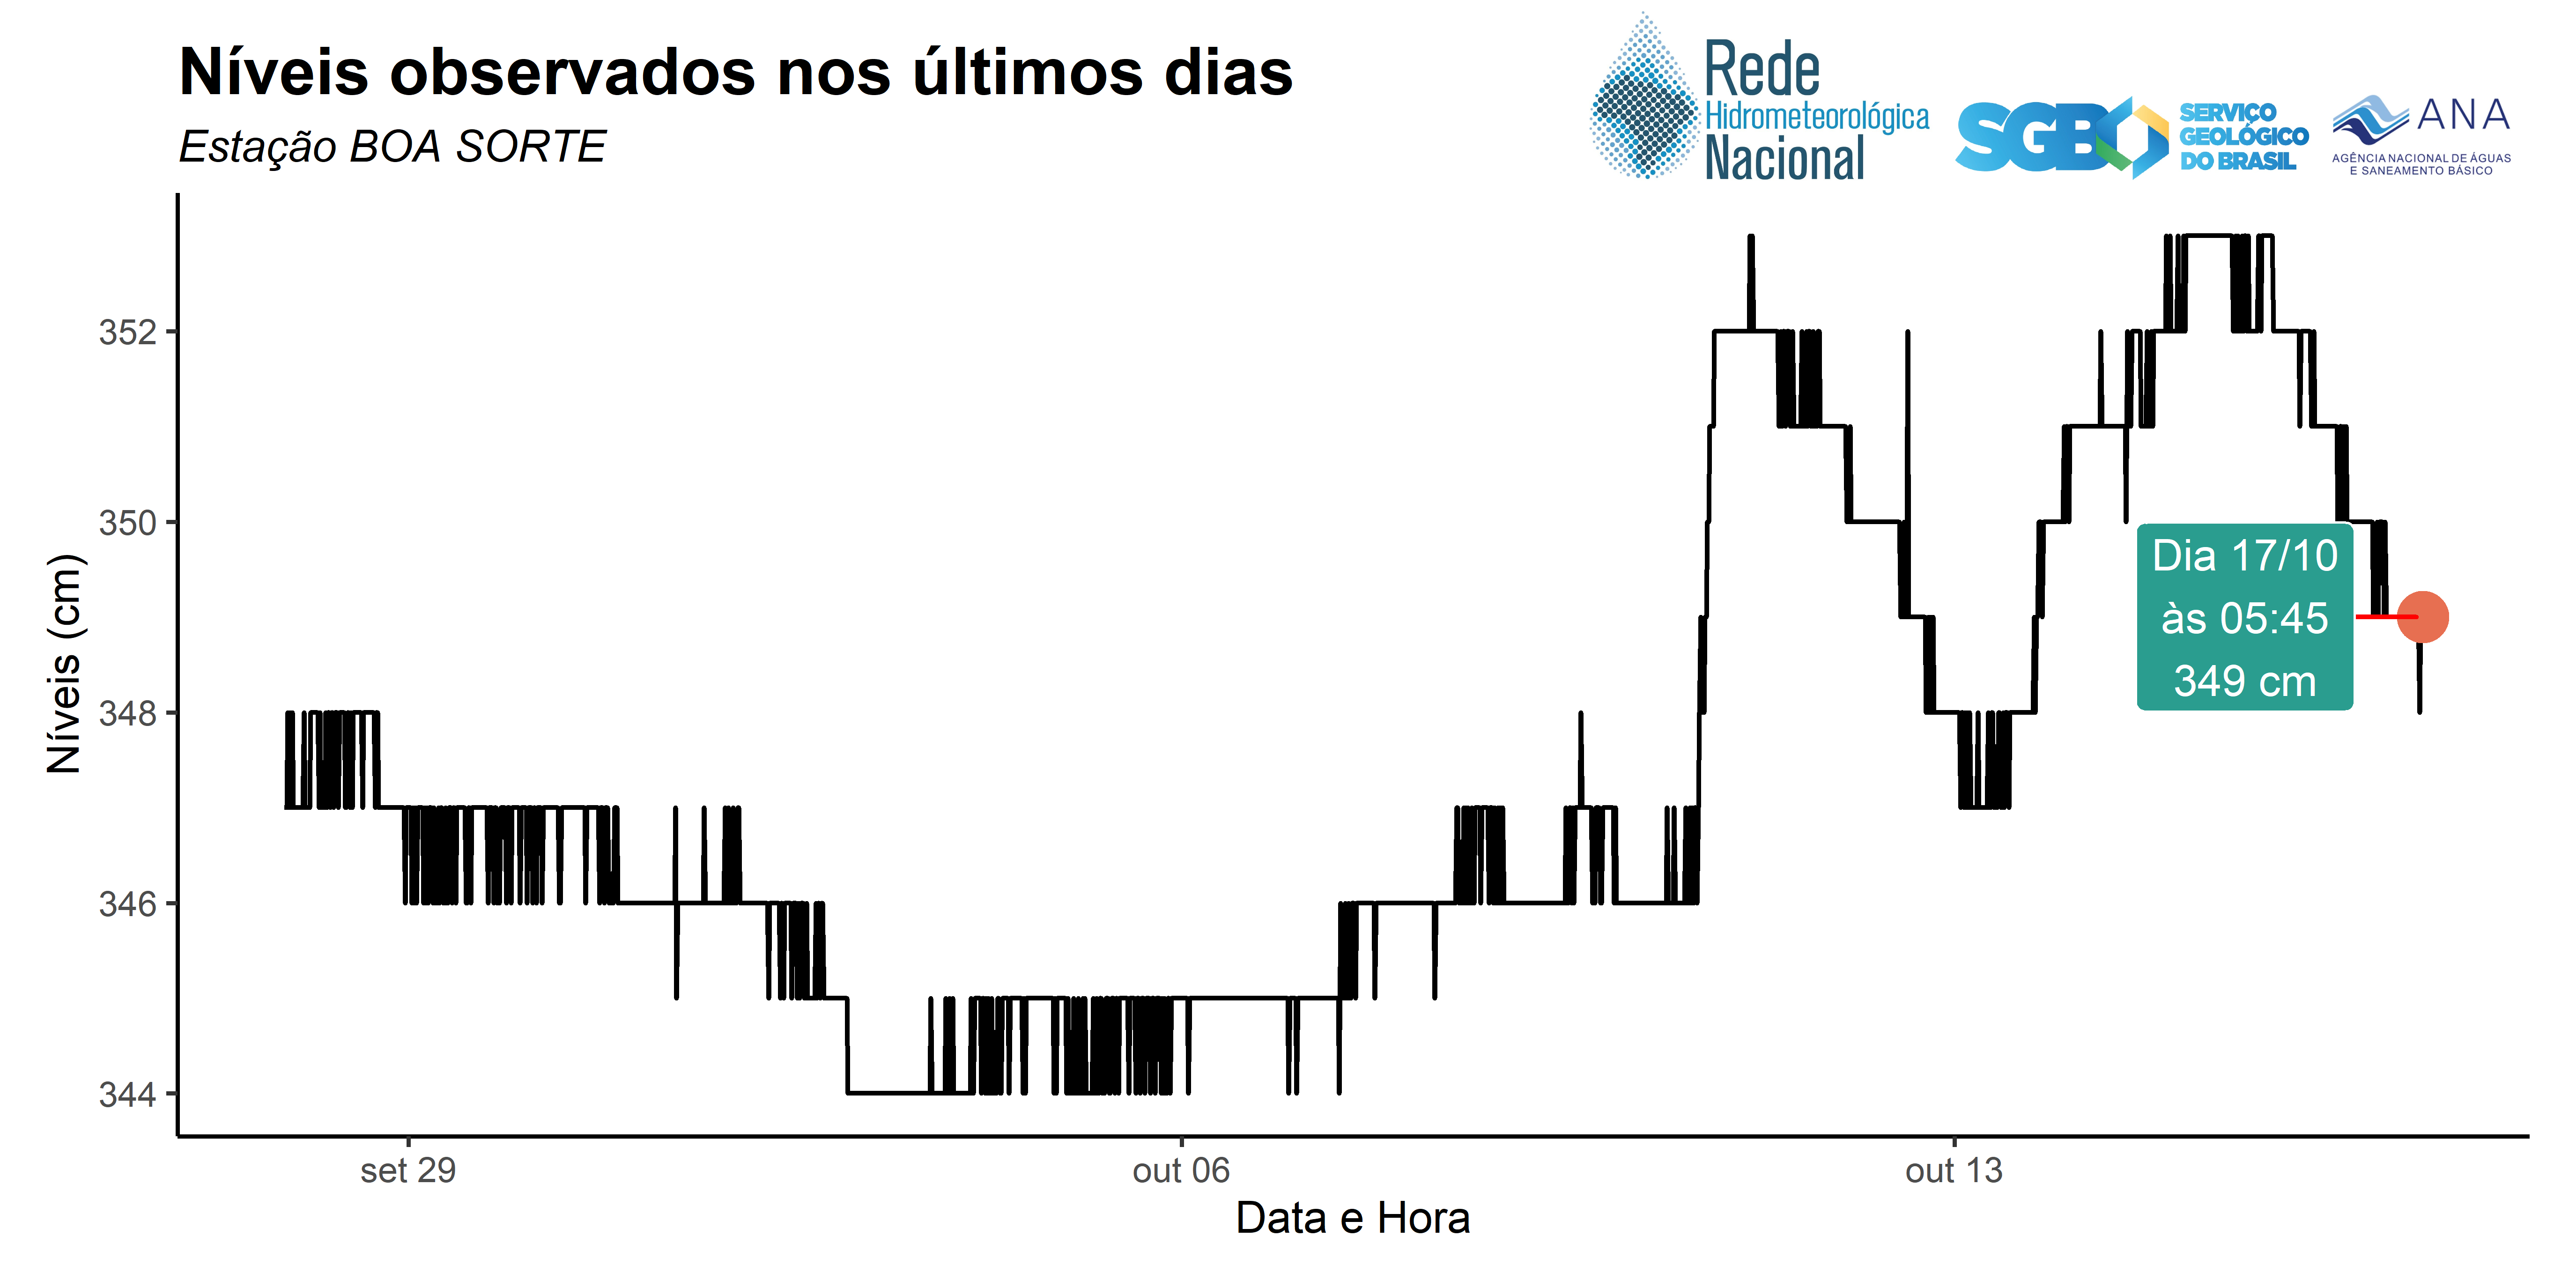 Níveis observados nos últimos dias
Estação BOA SORTE
Rede
Hidrometeorológica
Nacional
SGB
SERVIÇO
GEOLÓGICO
DO BRASIL
ANA
AGÊNCIA NACIONAL DE ÁGUAS
E SANEAMENTO BÁSICO
Níveis (cm)
352
350
348
346
344
Dia 17/10
às 05:45
349 cm
set 29
out 06
out 13
Data e Hora